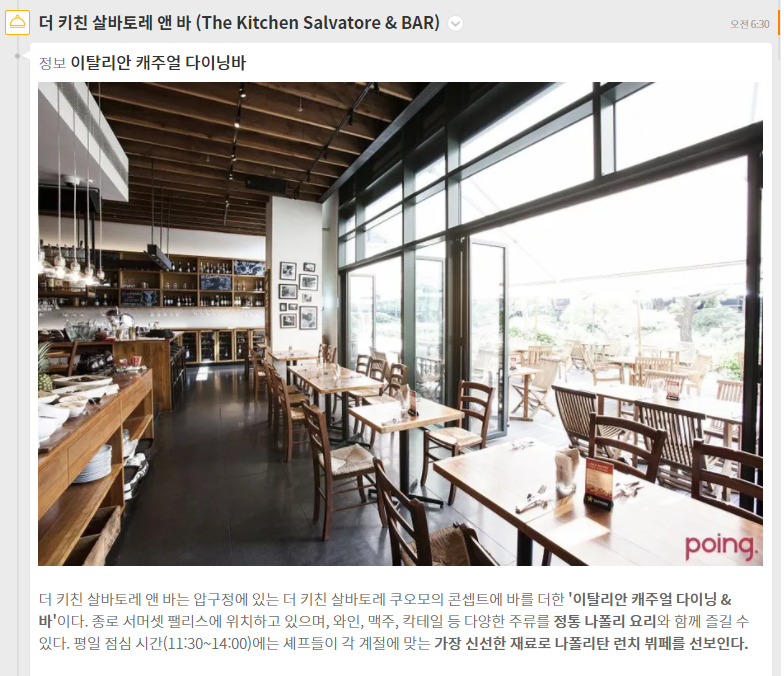 더 키친 살바토레 앤 바 (The Kitchen Salvatore & BAR)
오전 6:30
정보 이탈리안 캐주얼 다이닝바
poing.
더 키친 살바토레 앤 바는 압구정에 있는 더 키친 살바토레 쿠오모의 콘셉트에 바를 더한 '이탈리안 캐주얼 다이닝 &
바'이다. 종로 서머셋 팰리스에 위치하고 있으며, 와인, 맥주, 칵테일 등 다양한 주류를 정통 나폴리 요리와 함께 즐길 수
있다. 평일 점심 시간(11:30~14:00)에는 셰프들이 각 계절에 맞는 가장 신선한 재료로 나폴리탄 런치 뷔페를 선보인다.